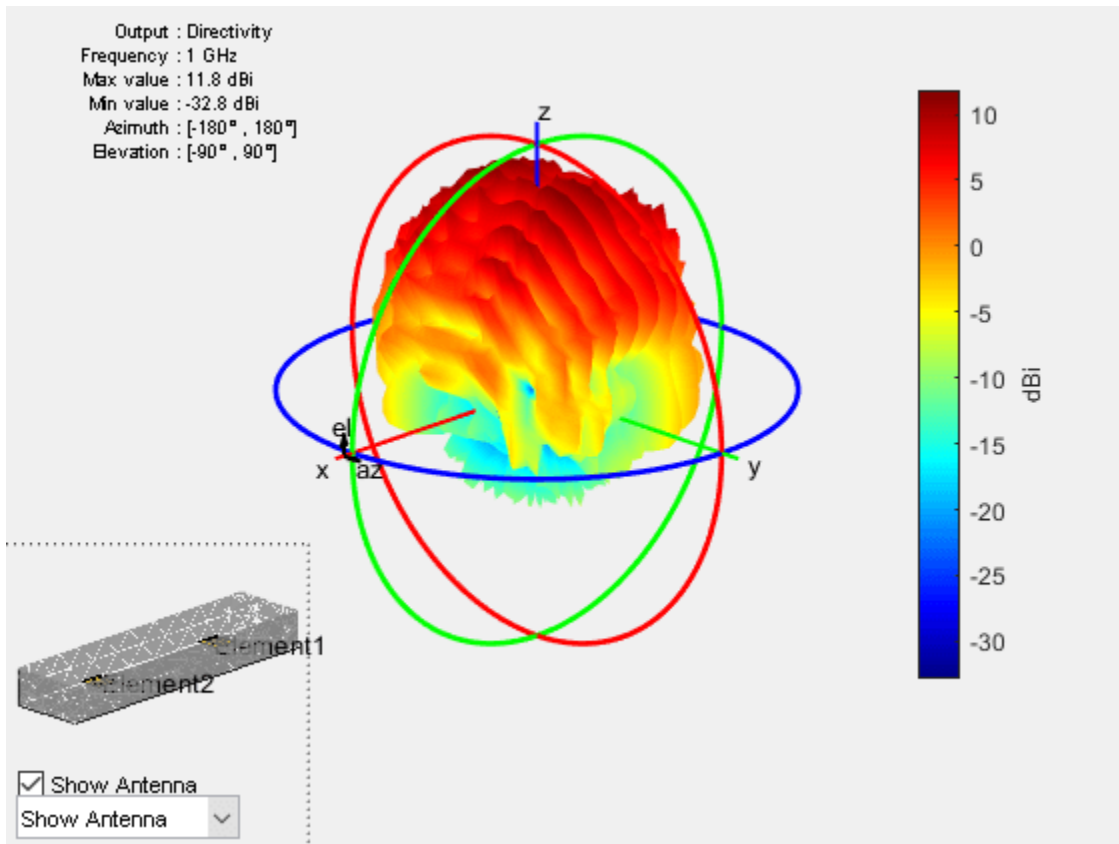 Output : Directivity
Frequency : 1 GHz
Max value : 11.8 dBi
Min value : -32.8 dBi
Azimuth : [-180° , 180°]
Elevation : [-90° , 90°]
z
10
5
0
-5
-10
-15
-20
-25
-30
dBi
el
x
az
y
Element1
Element2
Show Antenna
Show Antenna